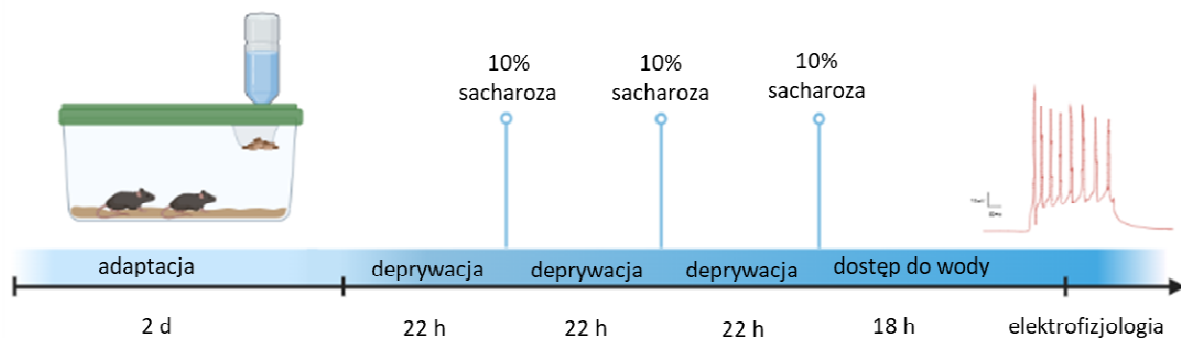 10%
sacharoza
10%
sacharoza
10%
sacharoza
adaptacja
deprywacja
deprywacja
deprywacja
dostęp do wody
2 d
22 h
22 h
22 h
18 h
elektrofizjologia